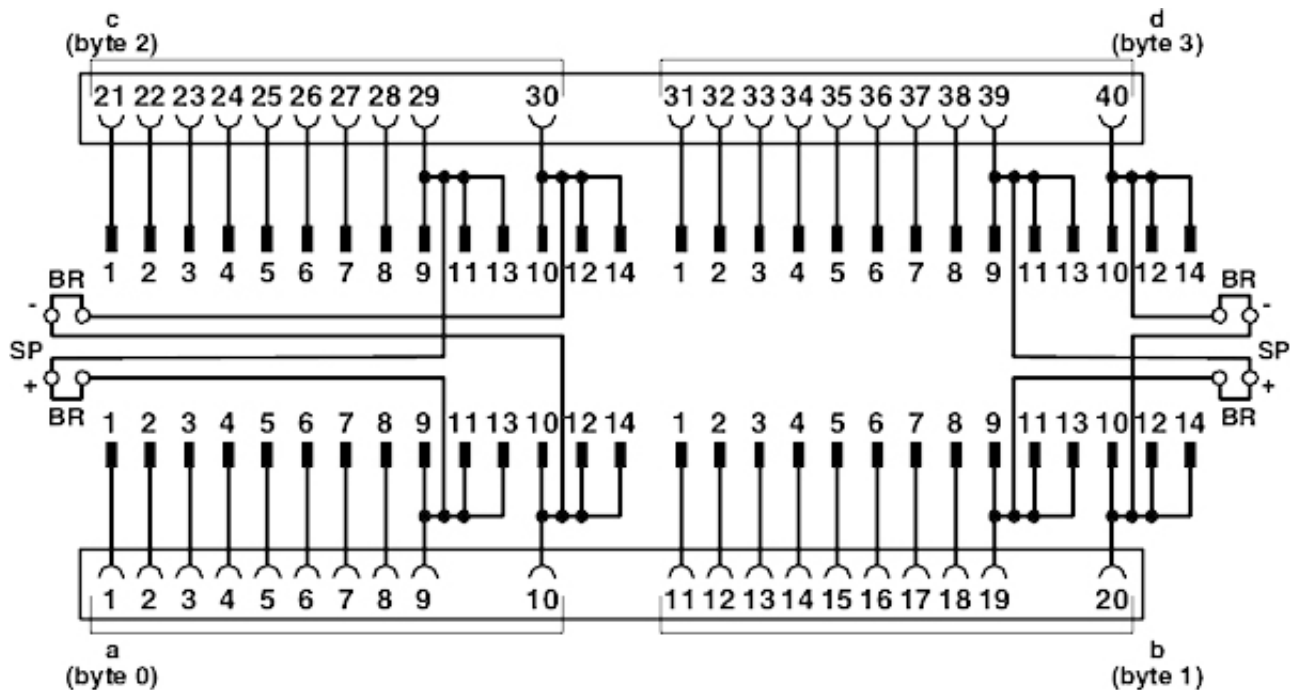 c d
(byte 2) (byte 3)
21 22 23 24 25 26 27 28 29 30 31 32 33 34 35 36 37 38 39 40
1 2 3 4 5 6 7 8 9 11 13 10 12 14 1 2 3 4 5 6 7 8 9 11 13 10 12 14
BR BR
- -
SP SP
+ +
BR BR
1 2 3 4 5 6 7 8 9 11 13 10 12 14 1 2 3 4 5 6 7 8 9 11 13 10 12 14
1 2 3 4 5 6 7 8 9 10 11 12 13 14 15 16 17 18 19 20
a b
(byte 0) (byte 1)